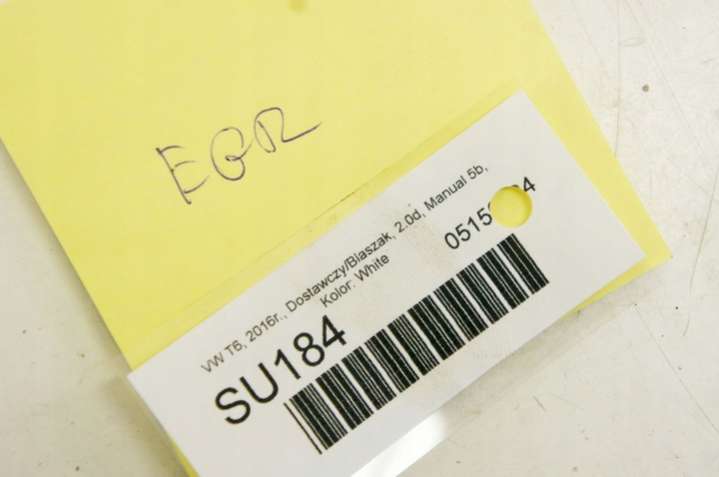 EGR
VW T6, 2016r., Dostawczy/Blaszak, 2.0d, Manual 5b,
Kolor: White
SU184